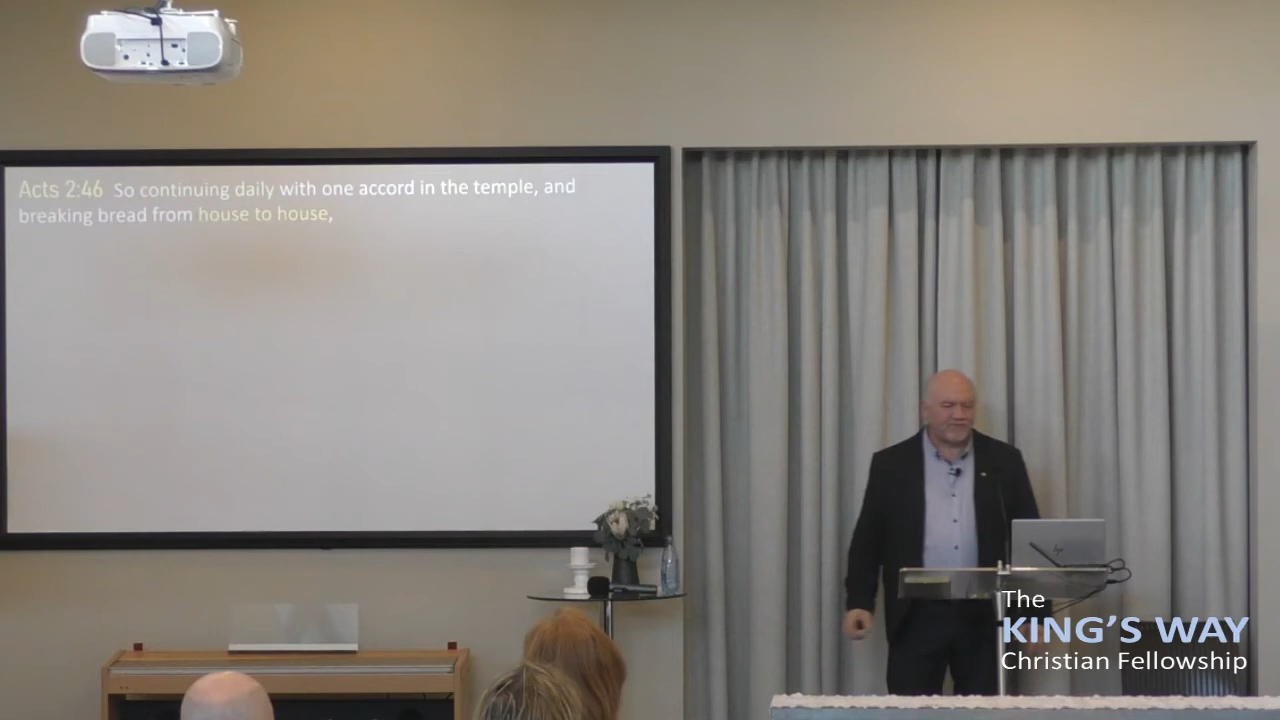 Acts 2:46 So continuing daily with one accord in the temple, and
breaking bread from house to house,
hp
The
KING'S WAY
Christian Fellowship